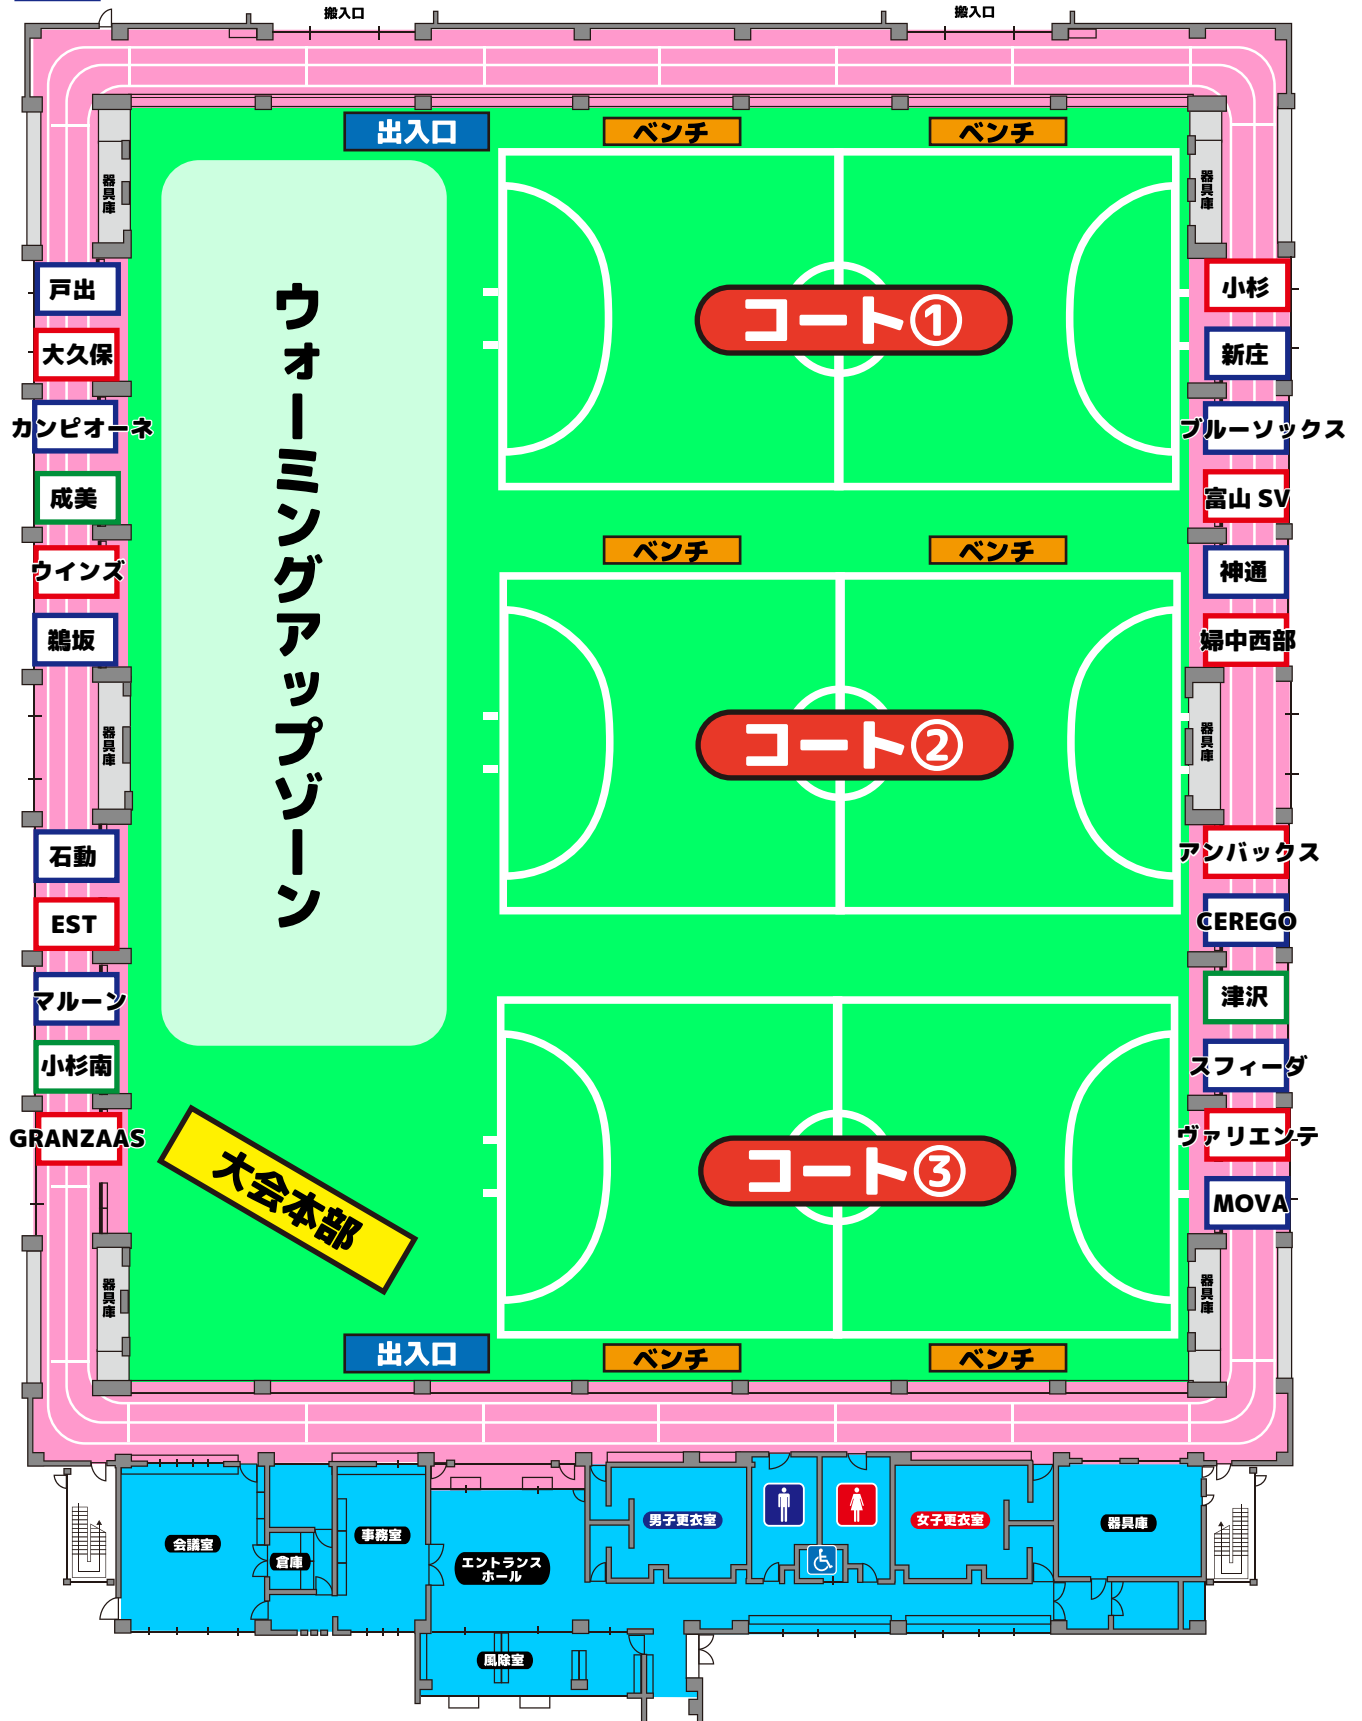 搬入口
搬入口
出入口
ベンチ
ベンチ
器具庫
器具庫
戸出
大久保
カンピオーネ
成美
ウインズ
鵜坂
器具庫
石動
EST
マルーン
小杉南
GRANZAAS
器具庫
ウォーミングアップゾーン
コート①
ベンチ
ベンチ
コート②
コート③
大会本部
出入口
ベンチ
ベンチ
小杉
新庄
ブルーソックス
富山 SV
神通
婦中西部
器具庫
アンバックス
CEREGO
津沢
スフィーダ
ヴァリエンテ
MOVA
器具庫
会議室
倉庫
事務室
エントランス
ホール
男子更衣室
女子更衣室
器具庫
風除室